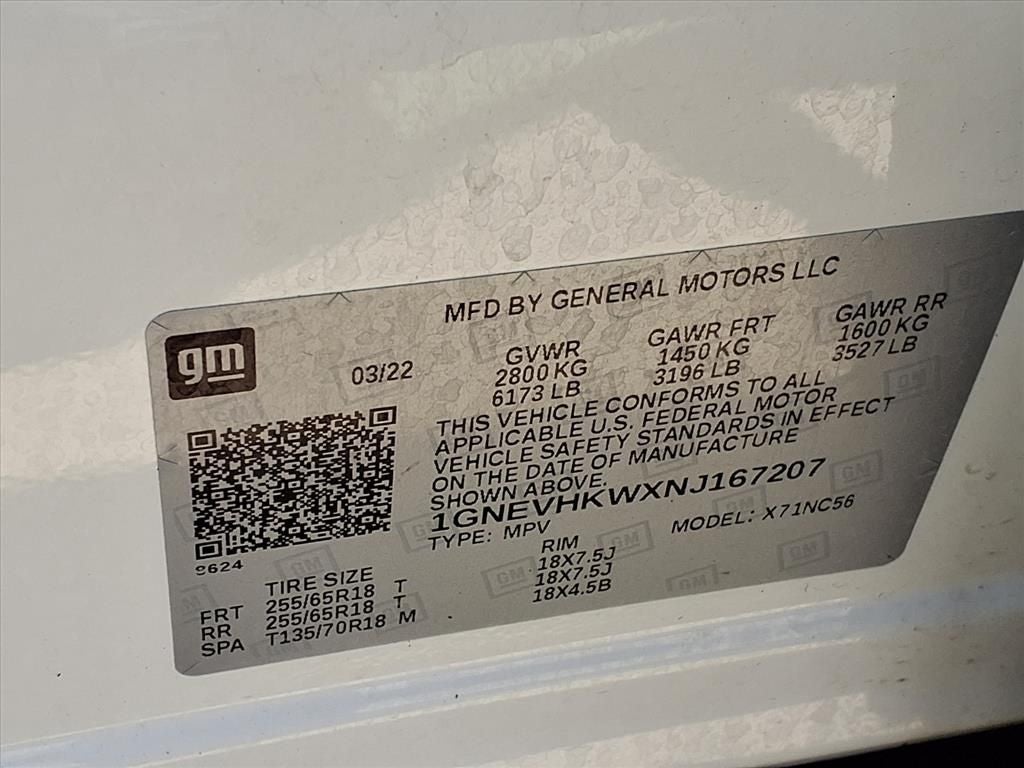 MFD BY GENERAL MOTORS LLC
gm
03/22
GVWR GAWR FRT GAWR RR
2800 KG 1450 KG 1600 KG
6173 LB 3196 LB 3527 LB
THIS VEHICLE CONFORMS TO ALL
APPLICABLE U.S. FEDERAL MOTOR
VEHICLE SAFETY STANDARDS IN EFFECT
ON THE DATE OF MANUFACTURE
SHOWN ABOVE.
1GNEVHKWXNJ167207
TYPE: MPV MODEL: X71NC56
9624
TIRE SIZE RIM
FRT 255/65R18 T 18X7.5J
RR 255/65R18 T 18X7.5J
SPA T135/70R18 M 18X4.5B